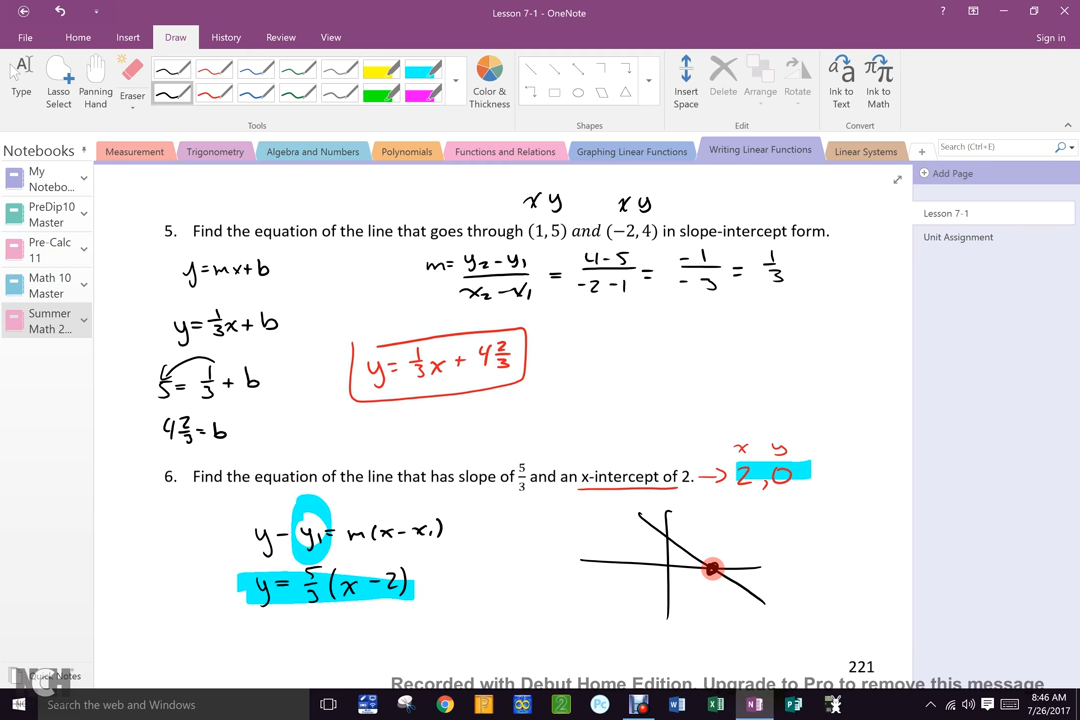 Lesson 7-1 - OneNote
File Home Insert Draw History Review View Sign in
Type Lasso Select Panning Hand Eraser Color & Thickness Insert Space Delete Arrange Rotate Ink to Text Ink to Math
Tools Shapes Edit Convert
Notebooks Measurement Trigonometry Algebra and Numbers Polynomials Functions and Relations Graphing Linear Functions Writing Linear Functions Linear Systems Search (Ctrl+E)
My Notebo...
PreDip10 Master
Pre-Calc 11
Math 10 Master
Summer Math 2...
Add Page
Lesson 7-1
Unit Assignment
x y x y
5. Find the equation of the line that goes through (1, 5) and (−2, 4) in slope-intercept form.
y = mx + b
m = y₂ - y₁ / x₂ - x₁ = 4 - 5 / -2 - 1 = -1 / -3 = 1/3
y = 1/3 x + b
y = 1/3 x + 4 2/3
5 = 1/3 + b
4 2/3 = b
x y
6. Find the equation of the line that has slope of 5/3 and an x-intercept of 2. → 2, 0
y - y₁ = m(x - x₁)
y = 5/3 (x - 2)
221
Quick Notes
NCH
Recorded with Debut Home Edition. Upgrade to Pro to remove this message
Search the web and Windows
8:46 AM
7/26/2017